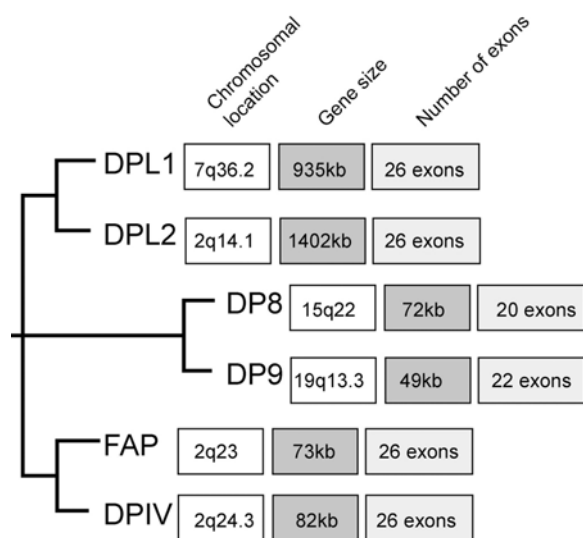 Chromosomal
location
Gene size
Number of exons
DPL1 7q36.2 935kb 26 exons
DPL2 2q14.1 1402kb 26 exons
DP8 15q22 72kb 20 exons
DP9 19q13.3 49kb 22 exons
FAP 2q23 73kb 26 exons
DPIV 2q24.3 82kb 26 exons